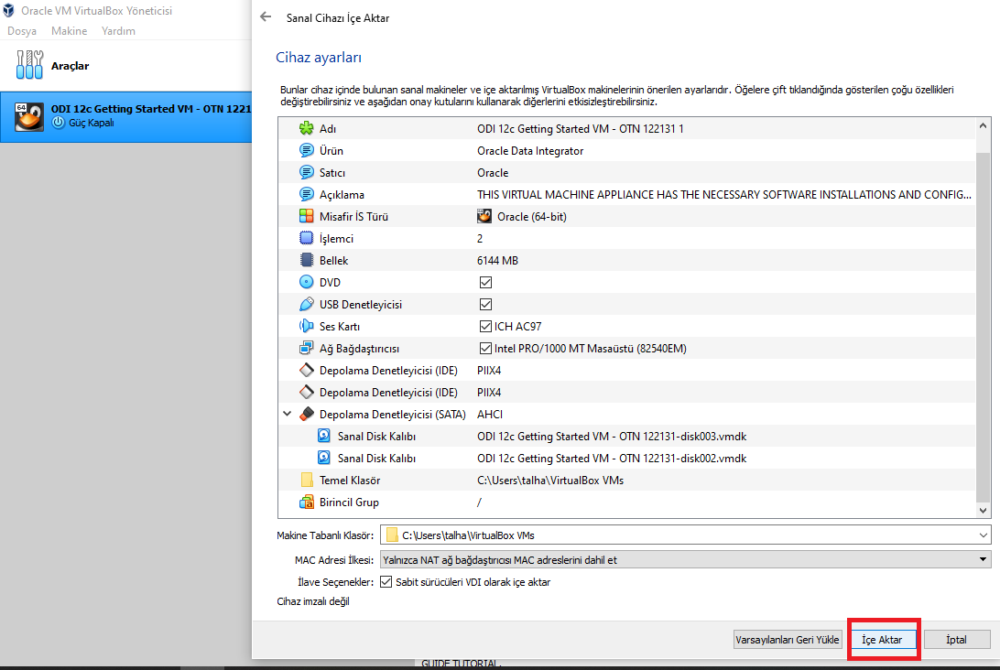 Oracle VM VirtualBox Yöneticisi
Dosya Makine Yardım
Araçlar
64
ODI 12c Getting Started VM - OTN 1221
Güç Kapalı
Sanal Cihazı İçe Aktar
Cihaz ayarları
Bunlar cihaz içinde bulunan sanal makineler ve içe aktarılmış VirtualBox makinelerinin önerilen ayarlarıdır. Öğelere çift tıklandığında gösterilen çoğu özellikleri
değiştirebilirsiniz ve aşağıdan onay kutularını kullanarak diğerlerini etkisizleştirebilirsiniz.
Adı ODI 12c Getting Started VM - OTN 122131 1
Ürün Oracle Data Integrator
Satıcı Oracle
Açıklama THIS VIRTUAL MACHINE APPLIANCE HAS THE NECESSARY SOFTWARE INSTALLATIONS AND CONFIG...
Misafir İS Türü Oracle (64-bit)
İşlemci 2
Bellek 6144 MB
DVD
USB Denetleyicisi
Ses Kartı ICH AC97
Ağ Bağdaştırıcısı Intel PRO/1000 MT Masaüstü (82540EM)
Depolama Denetleyicisi (IDE) PIIX4
Depolama Denetleyicisi (IDE) PIIX4
Depolama Denetleyicisi (SATA) AHCI
Sanal Disk Kalıbı ODI 12c Getting Started VM - OTN 122131-disk003.vmdk
Sanal Disk Kalıbı ODI 12c Getting Started VM - OTN 122131-disk002.vmdk
Temel Klasör C:\Users\talha\VirtualBox VMs
Birincil Grup /
Makine Tabanlı Klasör: C:\Users\talha\VirtualBox VMs
MAC Adresi İlkesi: Yalnızca NAT ağ bağdaştırıcısı MAC adreslerini dahil et
İlave Seçenekler: Sabit sürücüleri VDI olarak içe aktar
Cihaz imzalı değil
Varsayılanları Geri Yükle İçe Aktar İptal
GUIDE TUTORIAL.